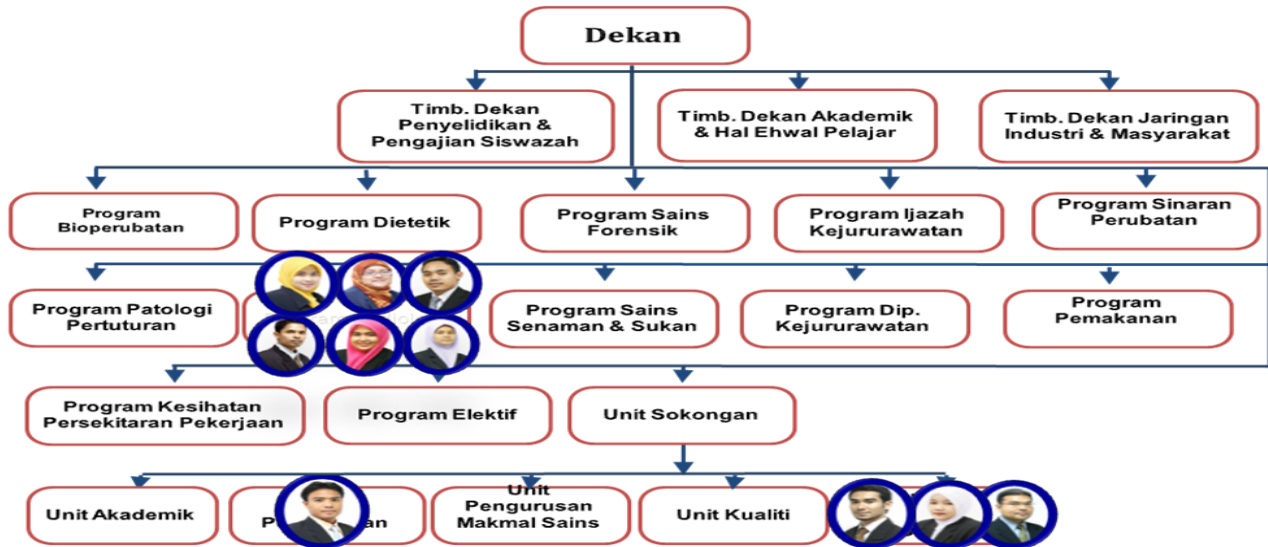 Dekan
Timb. Dekan
Penyelidikan &
Pengajian Siswazah
Timb. Dekan Akademik
& Hal Ehwal Pelajar
Timb. Dekan Jaringan
Industri & Masyarakat
Program
Bioperubatan
Program Dietetik
Program Sains
Forensik
Program Ijazah
Kejururawatan
Program Sinaran
Perubatan
Program Patologi
Pertuturan
Program Sains
Senaman & Sukan
Program Dip.
Kejururawatan
Program
Pemakanan
Program Kesihatan
Persekitaran Pekerjaan
Program Elektif
Unit Sokongan
Unit Akademik
Unit
Pengurusan
Makmal Sains
Unit Kualiti